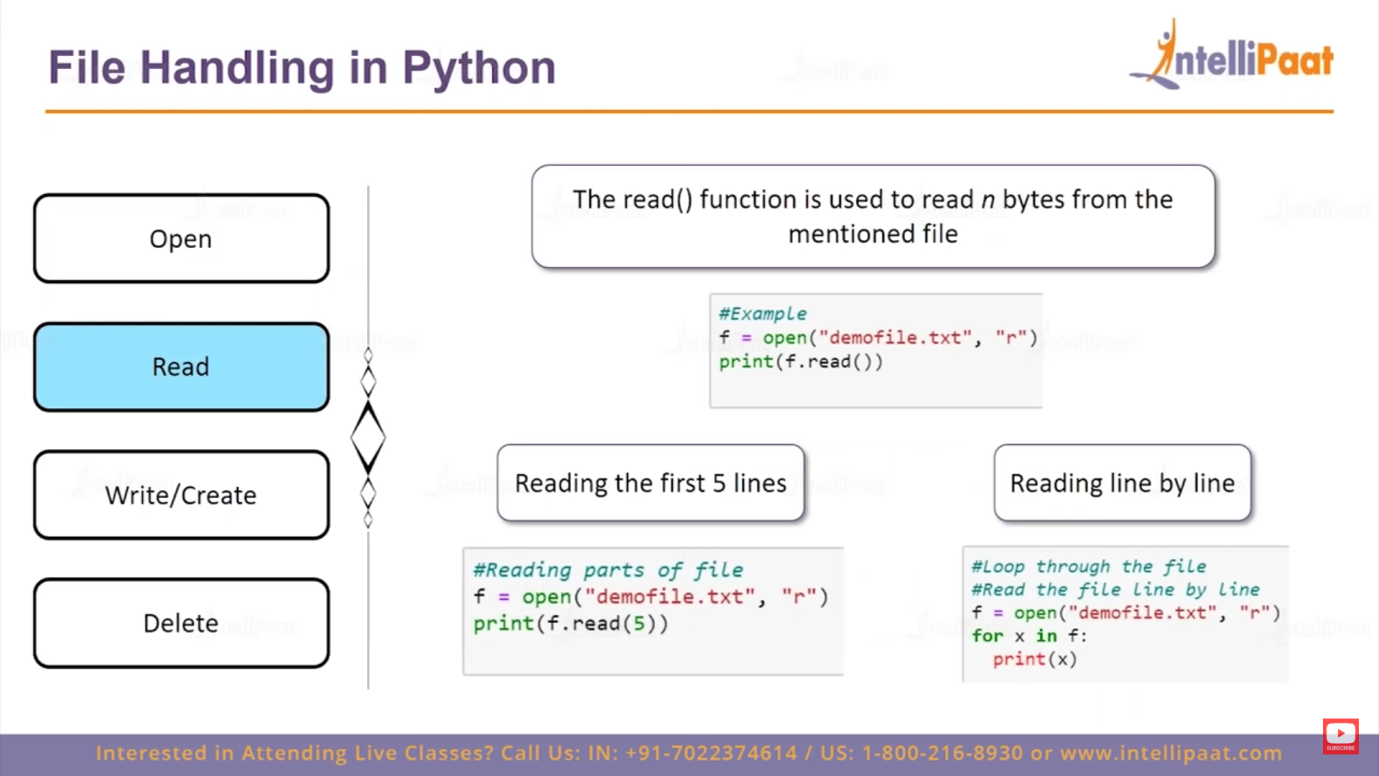 File Handling in Python
IntelliPaat
Open
Read
Write/Create
Delete
The read() function is used to read n bytes from the
mentioned file
#Example
f = open("demofile.txt", "r")
print(f.read())
Reading the first 5 lines
#Reading parts of file
f = open("demofile.txt", "r")
print(f.read(5))
Reading line by line
#Loop through the file
#Read the file line by line
f = open("demofile.txt", "r")
for x in f:
  print(x)
Interested in Attending Live Classes? Call Us: IN: +91-7022374614 / US: 1-800-216-8930 or www.intellipaat.com
SUBSCRIBE